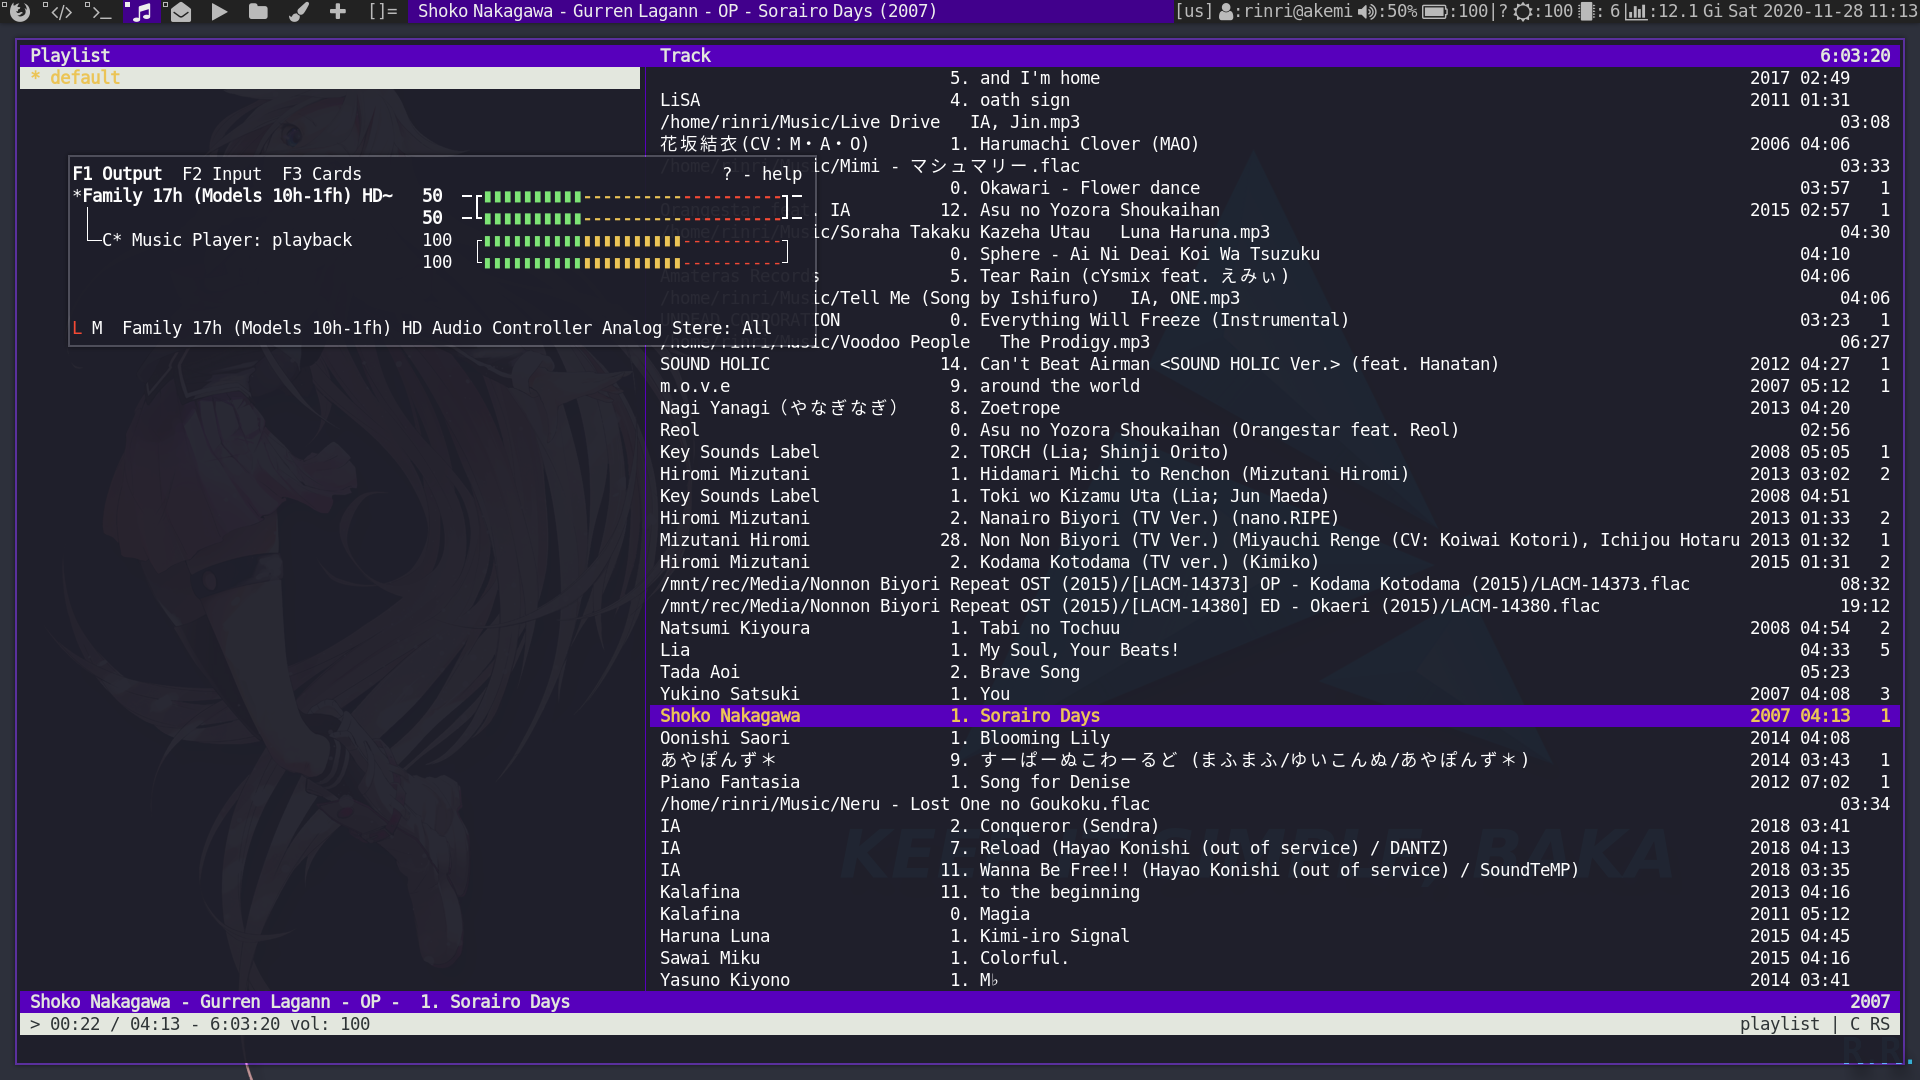 []= Shoko Nakagawa - Gurren Lagann - OP - Sorairo Days (2007) [us] :rinri@akemi :50% :100|? :100 : 6 :12.1 Gi Sat 2020-11-28 11:13
Playlist Track 6:03:20
* default
5. and I'm home 2017 02:49
LiSA 4. oath sign 2011 01:31
/home/rinri/Music/Live Drive IA, Jin.mp3 03:08
花坂結衣(CV：M・A・O) 1. Harumachi Clover (MAO) 2006 04:06
/home/rinri/Music/Mimi - マシュマリー.flac 03:33
F1 Output F2 Input F3 Cards ? - help
*Family 17h (Models 10h-1fh) HD~ 50
50
C* Music Player: playback 100
100
L M Family 17h (Models 10h-1fh) HD Audio Controller Analog Stere: All
0. Okawari - Flower dance 03:57 1
Orangestar feat. IA 12. Asu no Yozora Shoukaihan 2015 02:57 1
/home/rinri/Music/Soraha Takaku Kazeha Utau Luna Haruna.mp3 04:30
0. Sphere - Ai Ni Deai Koi Wa Tsuzuku 04:10
Amateras Records 5. Tear Rain (cYsmix feat. えみぃ) 04:06
/home/rinri/Music/Tell Me (Song by Ishifuro) IA, ONE.mp3 04:06
UNDEAD CORPORATION 0. Everything Will Freeze (Instrumental) 03:23 1
/home/rinri/Music/Voodoo People The Prodigy.mp3 06:27
SOUND HOLIC 14. Can't Beat Airman <SOUND HOLIC Ver.> (feat. Hanatan) 2012 04:27 1
m.o.v.e 9. around the world 2007 05:12 1
Nagi Yanagi (やなぎなぎ) 8. Zoetrope 2013 04:20
Reol 0. Asu no Yozora Shoukaihan (Orangestar feat. Reol) 02:56
Key Sounds Label 2. TORCH (Lia; Shinji Orito) 2008 05:05 1
Hiromi Mizutani 1. Hidamari Michi to Renchon (Mizutani Hiromi) 2013 03:02 2
Key Sounds Label 1. Toki wo Kizamu Uta (Lia; Jun Maeda) 2008 04:51
Hiromi Mizutani 2. Nanairo Biyori (TV Ver.) (nano.RIPE) 2013 01:33 2
Mizutani Hiromi 28. Non Non Biyori (TV Ver.) (Miyauchi Renge (CV: Koiwai Kotori), Ichijou Hotaru 2013 01:32 1
Hiromi Mizutani 2. Kodama Kotodama (TV ver.) (Kimiko) 2015 01:31 2
/mnt/rec/Media/Nonnon Biyori Repeat OST (2015)/[LACM-14373] OP - Kodama Kotodama (2015)/LACM-14373.flac 08:32
/mnt/rec/Media/Nonnon Biyori Repeat OST (2015)/[LACM-14380] ED - Okaeri (2015)/LACM-14380.flac 19:12
Natsumi Kiyoura 1. Tabi no Tochuu 2008 04:54 2
Lia 1. My Soul, Your Beats! 04:33 5
Tada Aoi 2. Brave Song 05:23
Yukino Satsuki 1. You 2007 04:08 3
Shoko Nakagawa 1. Sorairo Days 2007 04:13 1
Oonishi Saori 1. Blooming Lily 2014 04:08
あやぽんず＊ 9. すーぱーぬこわーるど (まふまふ/ゆいこんぬ/あやぽんず＊) 2014 03:43 1
Piano Fantasia 1. Song for Denise 2012 07:02 1
/home/rinri/Music/Neru - Lost One no Goukoku.flac 03:34
IA 2. Conqueror (Sendra) 2018 03:41
IA 7. Reload (Hayao Konishi (out of service) / DANTZ) 2018 04:13
IA 11. Wanna Be Free!! (Hayao Konishi (out of service) / SoundTeMP) 2018 03:35
Kalafina 11. to the beginning 2013 04:16
Kalafina 0. Magia 2011 05:12
Haruna Luna 1. Kimi-iro Signal 2015 04:45
Sawai Miku 1. Colorful. 2015 04:16
Yasuno Kiyono 1. M♭ 2014 03:41
Shoko Nakagawa - Gurren Lagann - OP - 1. Sorairo Days 2007
> 00:22 / 04:13 - 6:03:20 vol: 100 playlist | C RS